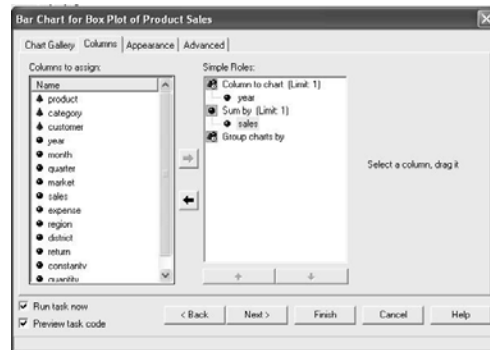 Bar Chart for Box Plot of Product Sales
Chart Gallery Columns Appearance Advanced
Columns to assign:
Name
product
category
customer
year
month
quarter
market
sales
expense
region
district
return
constantv
quantity
Simple Roles:
Column to chart (Limit: 1)
year
Sum by (Limit: 1)
sales
Group charts by
Select a column, drag it
Run task now
Preview task code
< Back Next > Finish Cancel Help